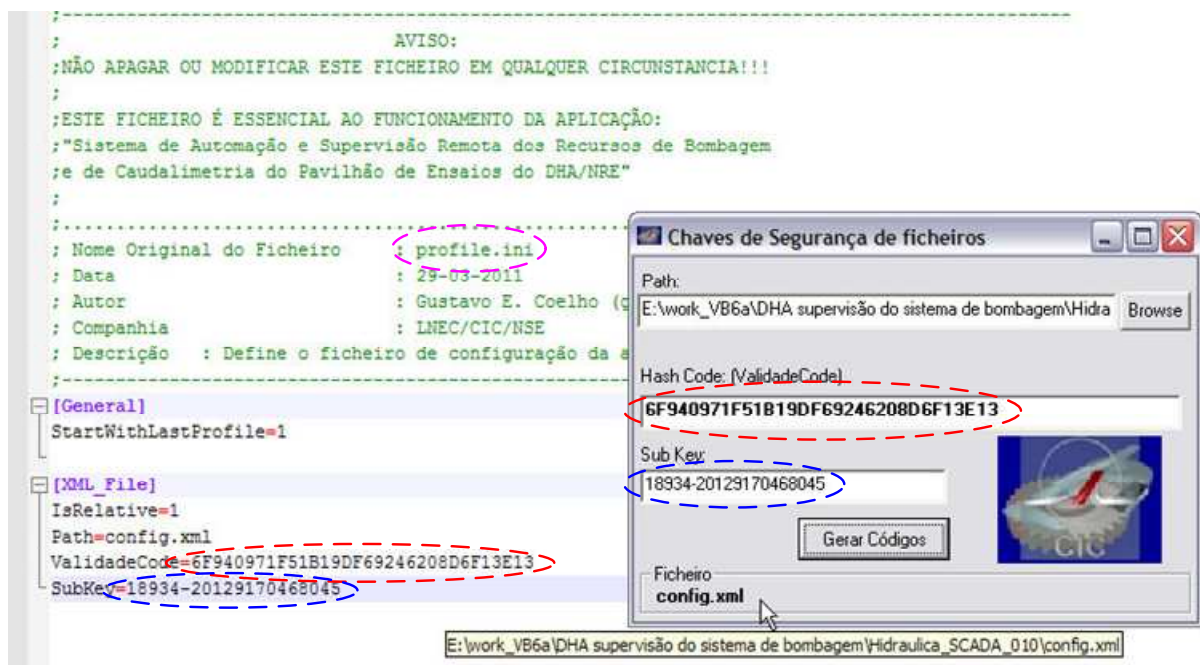 ;------------------------------------------------------------
; AVISO:
;NÃO APAGAR OU MODIFICAR ESTE FICHEIRO EM QUALQUER CIRCUNSTANCIA!!!
;
;ESTE FICHEIRO É ESSENCIAL AO FUNCIONAMENTO DA APLICAÇÃO:
;"Sistema de Automação e Supervisão Remota dos Recursos de Bombagem
;e de Caudalimetria do Pavilhão de Ensaios do DHA/NRE"
;
;............................................................
; Nome Original do Ficheiro : profile.ini
; Data : 29-03-2011
; Autor : Gustavo E. Coelho (
; Companhia : LNEC/CIC/NSE
; Descrição : Define o ficheiro de configuração da a
;------------------------------------------------------------
[General]
StartWithLastProfile=1
[XML_File]
IsRelative=1
Path=config.xml
ValidadeCode=6F940971F51B19DF69246208D6F13E13
SubKey=18934-20129170468045
Chaves de Segurança de ficheiros
Path:
E:\work_VB6a\DHA supervisão do sistema de bombagem\Hidra Browse
Hash Code: (ValidadeCode)
6F940971F51B19DF69246208D6F13E13
Sub Key:
18934-20129170468045
Gerar Códigos
CIC
Ficheiro
config.xml
E:\work_VB6a\DHA supervisão do sistema de bombagem\Hidraulica_SCADA_010\config.xml